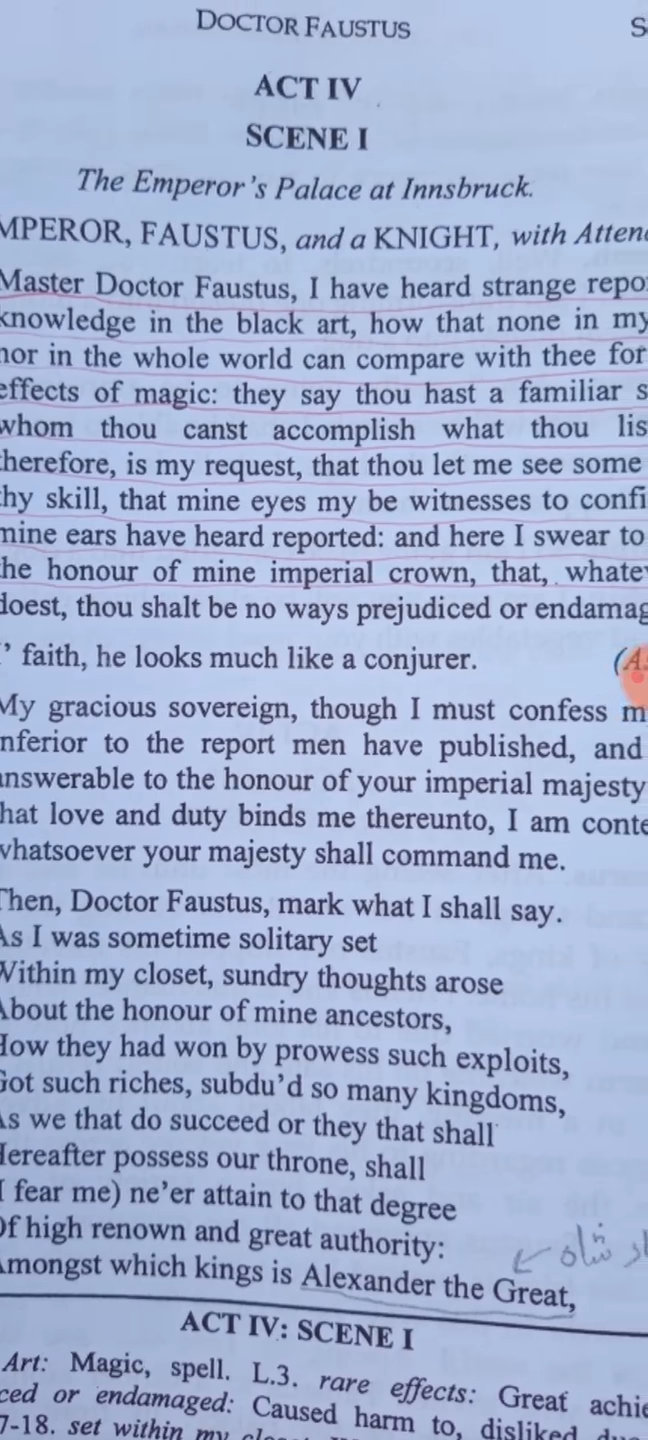 DOCTOR FAUSTUS
ACT IV
SCENE I
The Emperor's Palace at Innsbruck.
MPEROR, FAUSTUS, and a KNIGHT, with Atten
Master Doctor Faustus, I have heard strange repo
knowledge in the black art, how that none in my
nor in the whole world can compare with thee for
effects of magic: they say thou hast a familiar s
whom thou canst accomplish what thou lis
therefore, is my request, that thou let me see some
thy skill, that mine eyes my be witnesses to confi
mine ears have heard reported: and here I swear to
the honour of mine imperial crown, that, whate
doest, thou shalt be no ways prejudiced or endamag
' faith, he looks much like a conjurer. (A
My gracious sovereign, though I must confess m
nferior to the report men have published, and
answerable to the honour of your imperial majesty
that love and duty binds me thereunto, I am conte
whatsoever your majesty shall command me.
Then, Doctor Faustus, mark what I shall say.
As I was sometime solitary set
Within my closet, sundry thoughts arose
About the honour of mine ancestors,
How they had won by prowess such exploits,
Got such riches, subdu'd so many kingdoms,
As we that do succeed or they that shall
Hereafter possess our throne, shall
I fear me) ne'er attain to that degree
Of high renown and great authority:
Amongst which kings is Alexander the Great,
ACT IV: SCENE I
Art: Magic, spell. L.3. rare effects: Great achie
ced or endamaged: Caused harm to, disliked
7-18. set within my